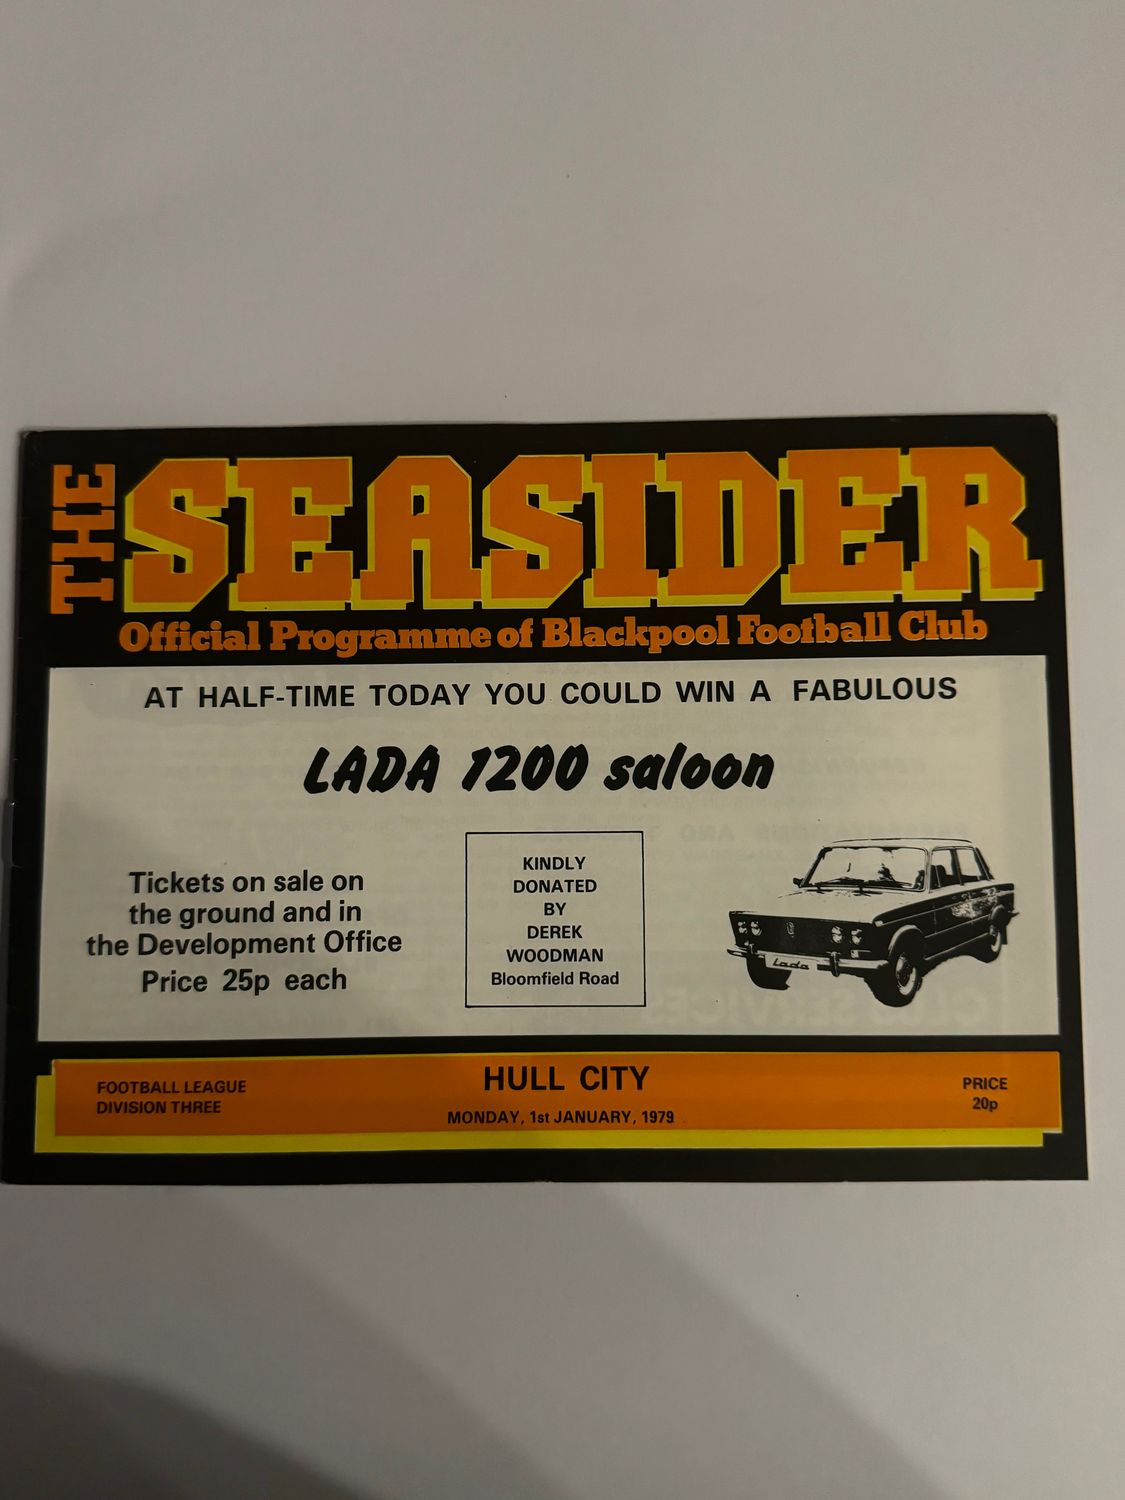 THE SEASIDER
Official Programme of Blackpool Football Club
AT HALF-TIME TODAY YOU COULD WIN A FABULOUS
LADA 1200 saloon
Tickets on sale on
the ground and in
the Development Office
Price 25p each
KINDLY
DONATED
BY
DEREK
WOODMAN
Bloomfield Road
Lada
FOOTBALL LEAGUE
DIVISION THREE
HULL CITY
MONDAY, 1st JANUARY, 1979
PRICE
20p